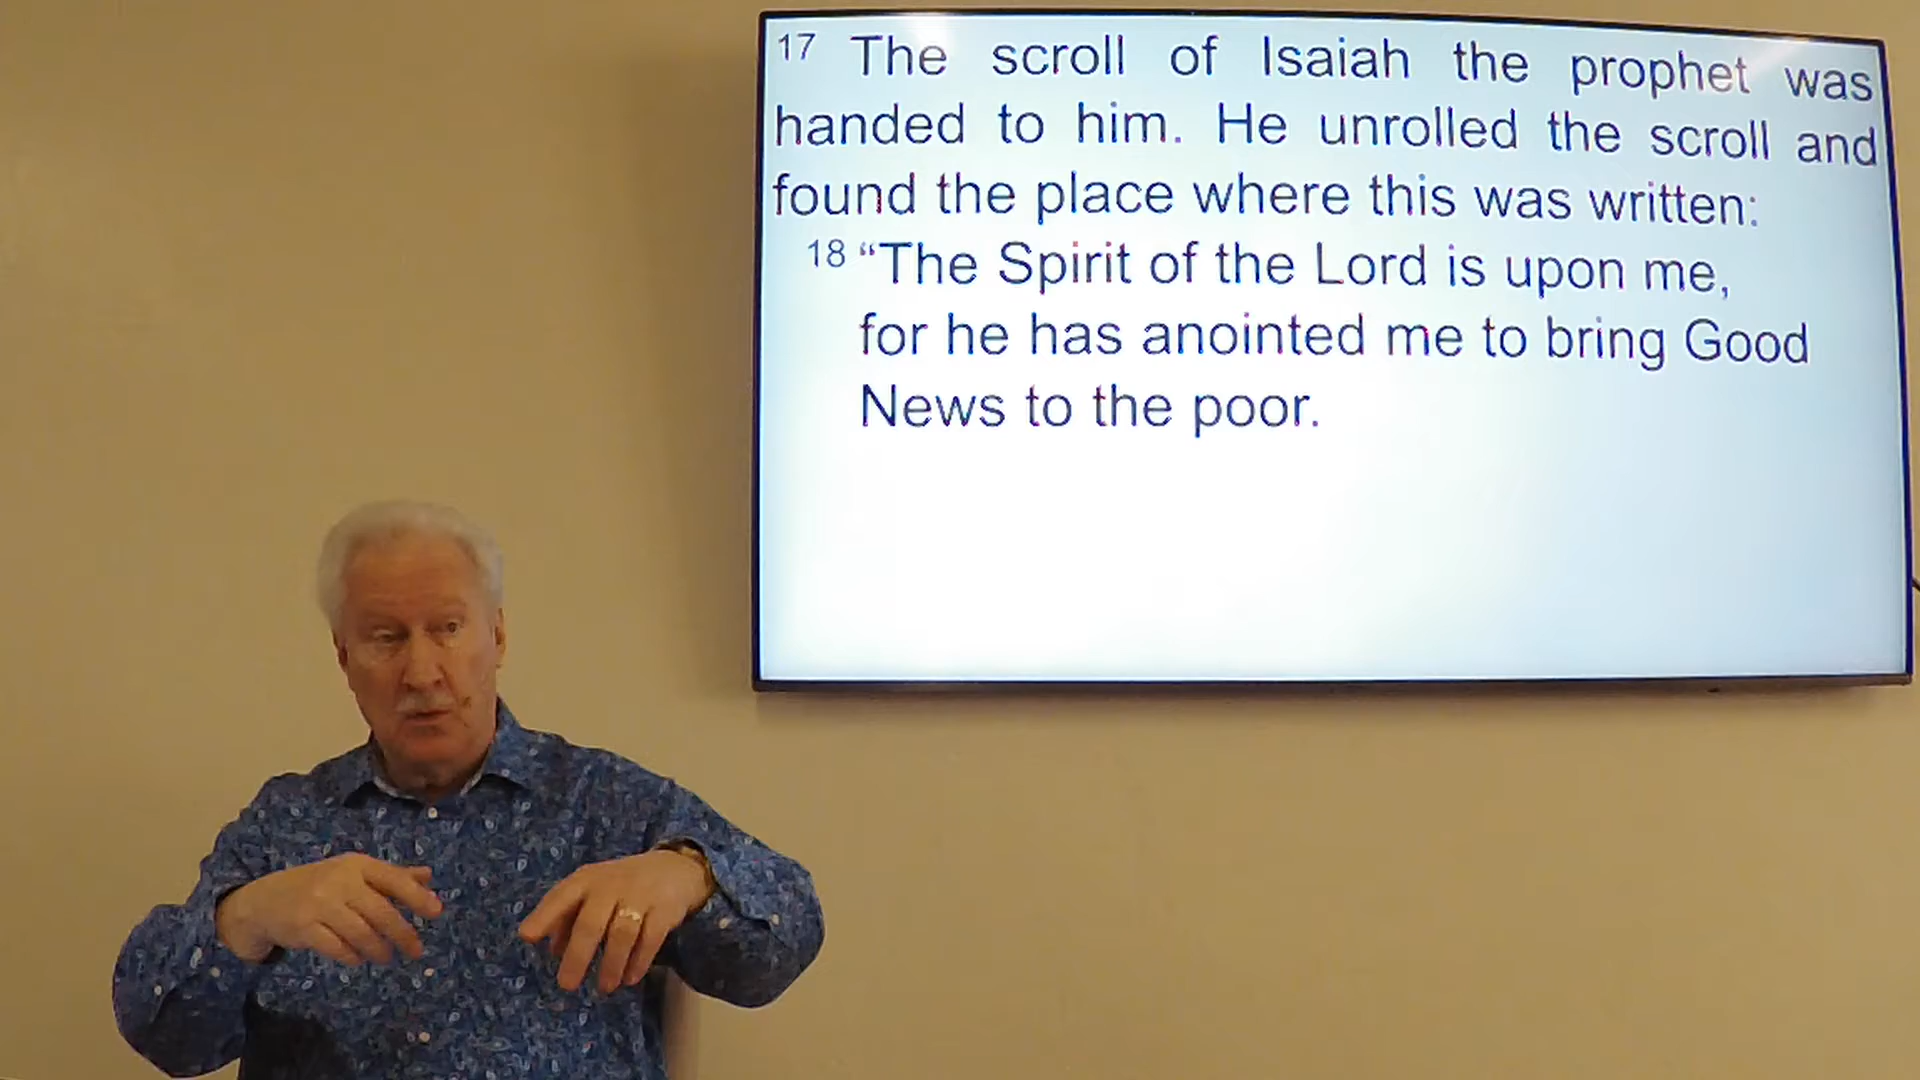 17 The scroll of Isaiah the prophet was
handed to him. He unrolled the scroll and
found the place where this was written:
18 “The Spirit of the Lord is upon me,
for he has anointed me to bring Good
News to the poor.